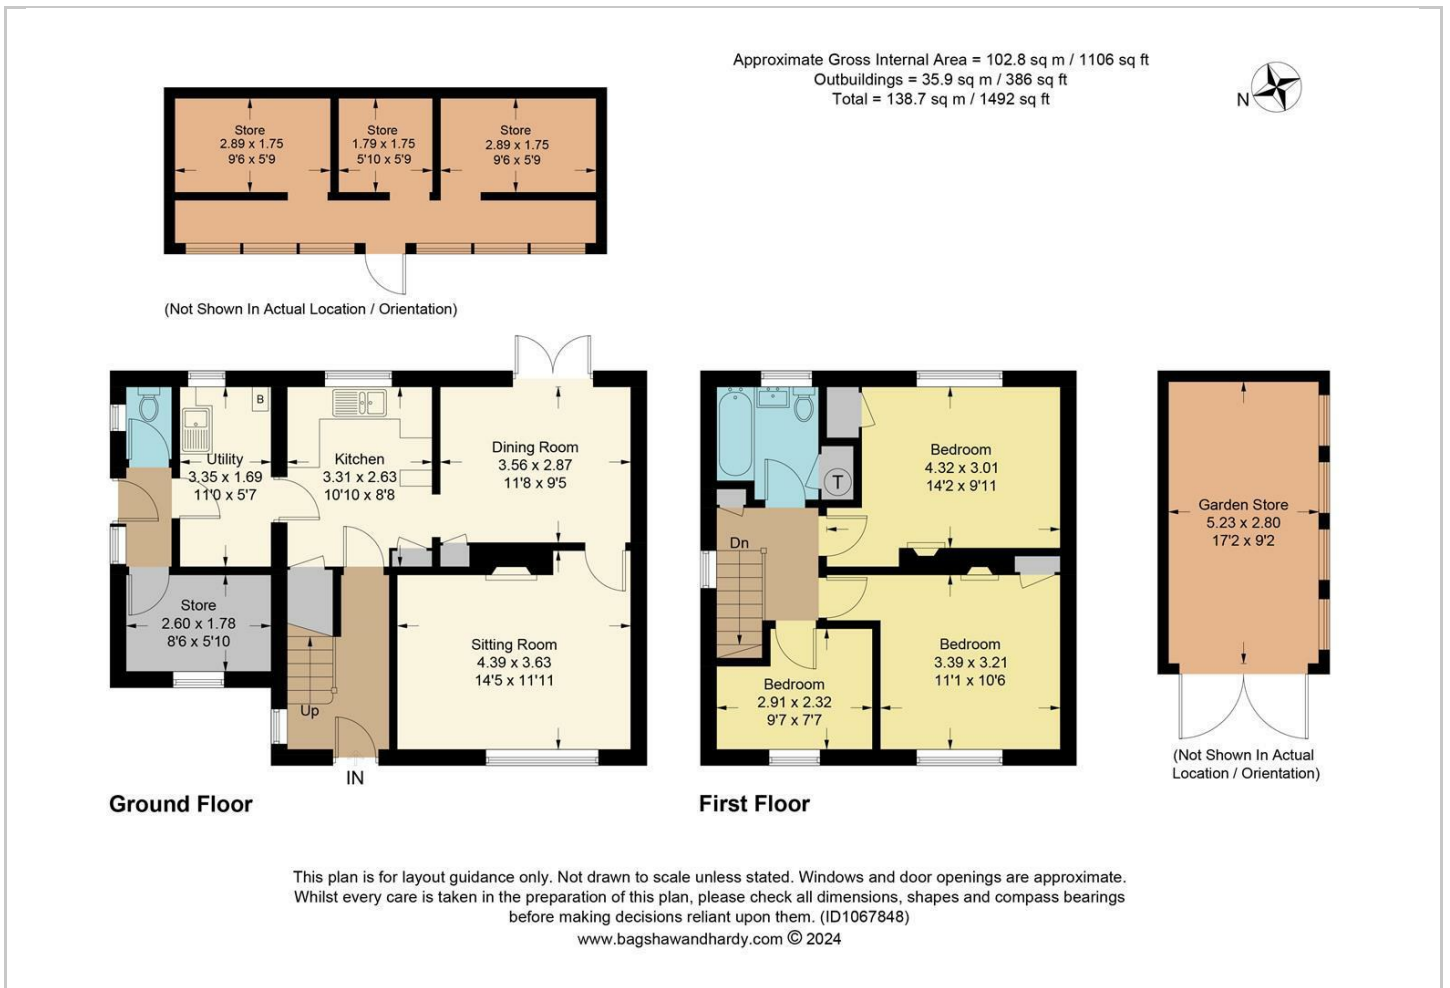 Approximate Gross Internal Area = 102.8 sq m / 1106 sq ft
Outbuildings = 35.9 sq m / 386 sq ft
Total = 138.7 sq m / 1492 sq ft
N
Store
2.89 x 1.75
9'6 x 5'9
Store
1.79 x 1.75
5'10 x 5'9
Store
2.89 x 1.75
9'6 x 5'9
(Not Shown In Actual Location / Orientation)
B
Utility
3.35 x 1.69
11'0 x 5'7
Kitchen
3.31 x 2.63
10'10 x 8'8
Dining Room
3.56 x 2.87
11'8 x 9'5
Store
2.60 x 1.78
8'6 x 5'10
Up
Sitting Room
4.39 x 3.63
14'5 x 11'11
IN
Ground Floor
Bedroom
4.32 x 3.01
14'2 x 9'11
T
Dn
Bedroom
3.39 x 3.21
11'1 x 10'6
Bedroom
2.91 x 2.32
9'7 x 7'7
First Floor
Garden Store
5.23 x 2.80
17'2 x 9'2
(Not Shown In Actual
Location / Orientation)
This plan is for layout guidance only. Not drawn to scale unless stated. Windows and door openings are approximate.
Whilst every care is taken in the preparation of this plan, please check all dimensions, shapes and compass bearings
before making decisions reliant upon them. (ID1067848)
www.bagshawandhardy.com © 2024